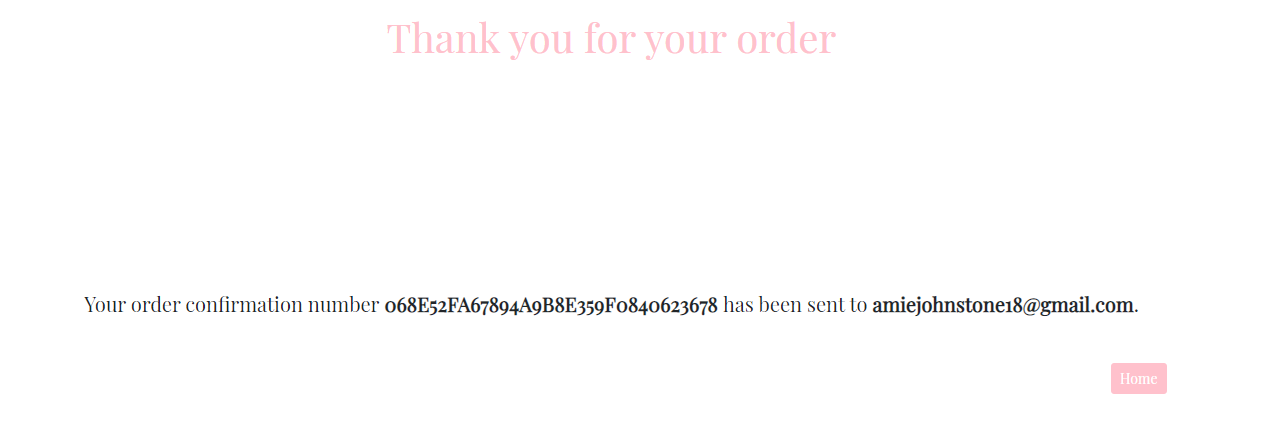 Thank you for your order
Your order confirmation number 068E52FA67894A9B8E359F0840623678 has been sent to amiejohnstone18@gmail.com.
Home